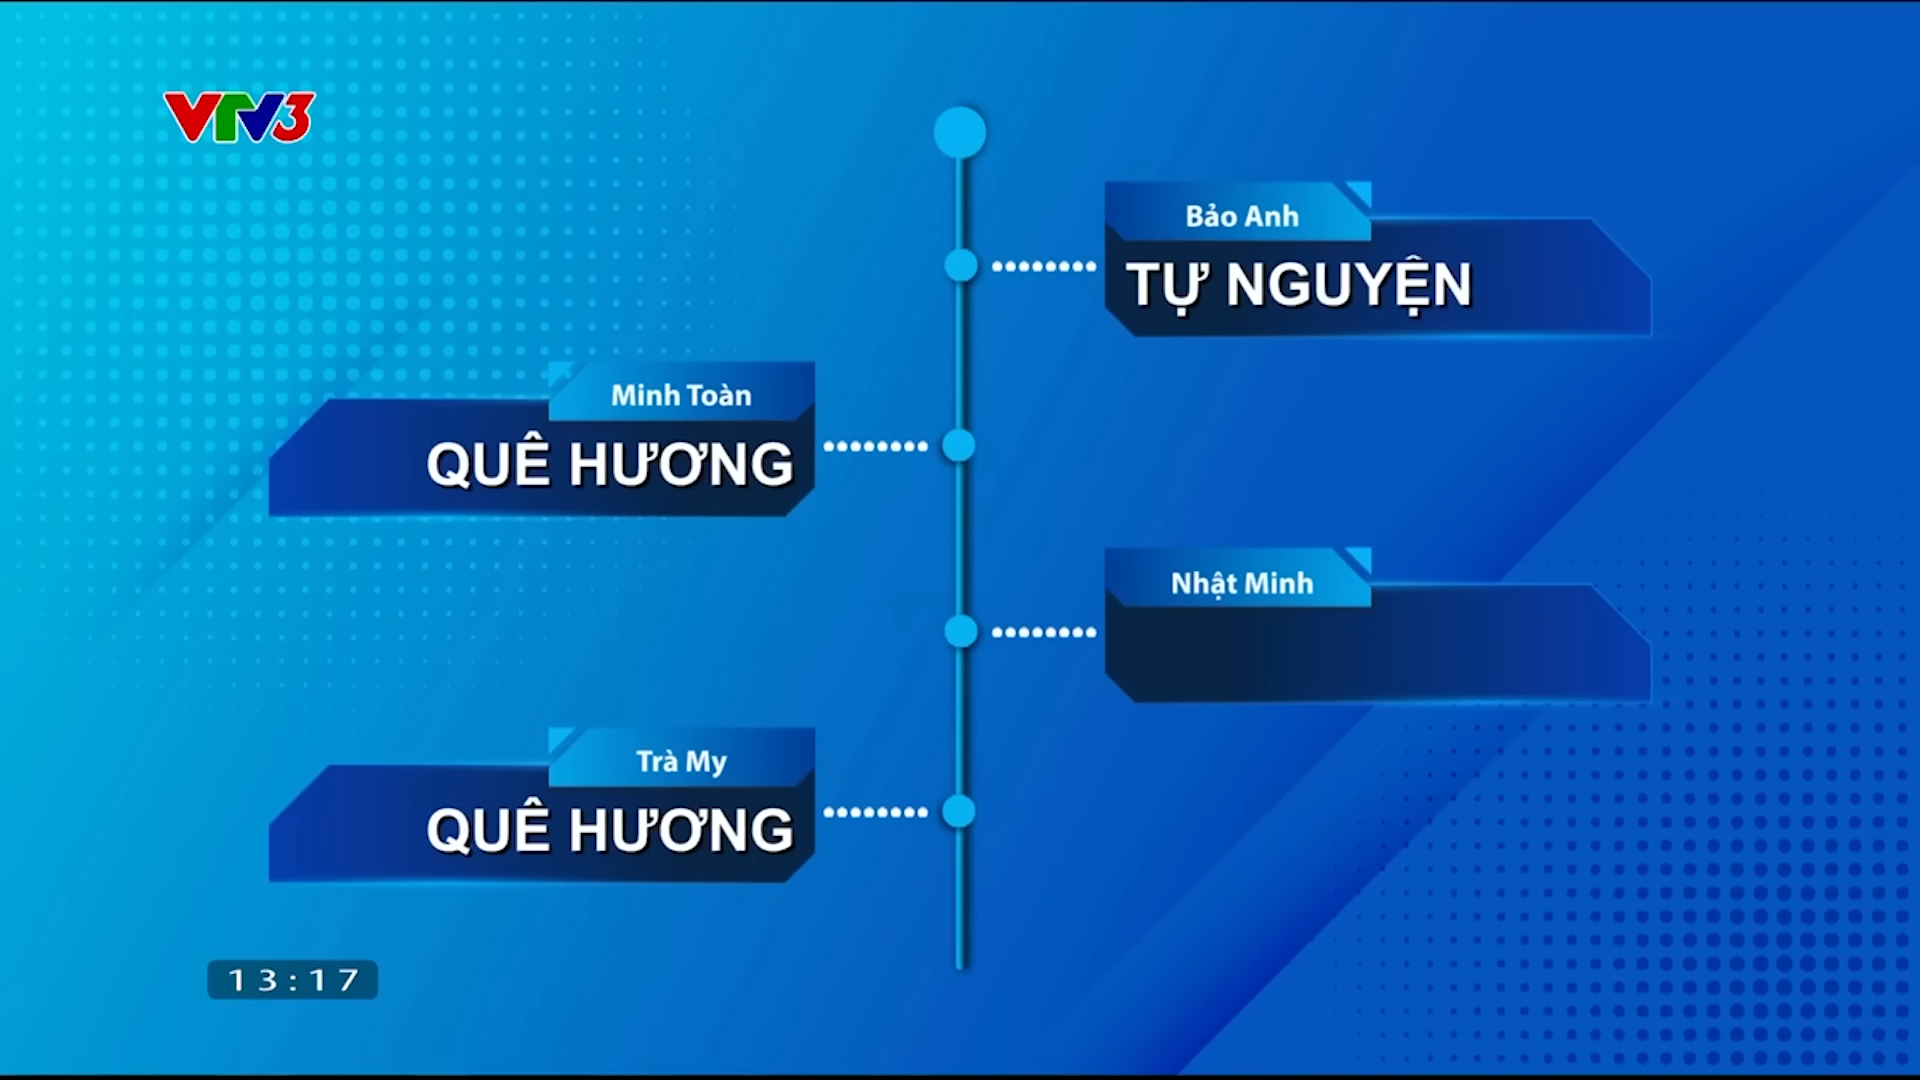 VTV3
Bảo Anh
TỰ NGUYỆN
Minh Toàn
QUÊ HƯƠNG
Nhật Minh
Trà My
QUÊ HƯƠNG
13:17